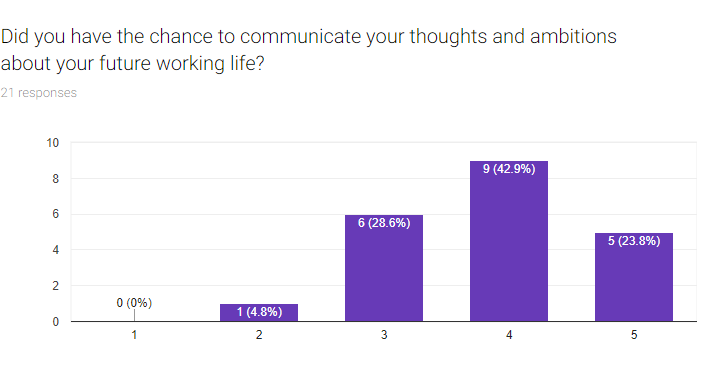 Did you have the chance to communicate your thoughts and ambitions
about your future working life?
21 responses
10
8
6
4
2
0
0 (0%)
1 (4.8%)
6 (28.6%)
9 (42.9%)
5 (23.8%)
1 2 3 4 5